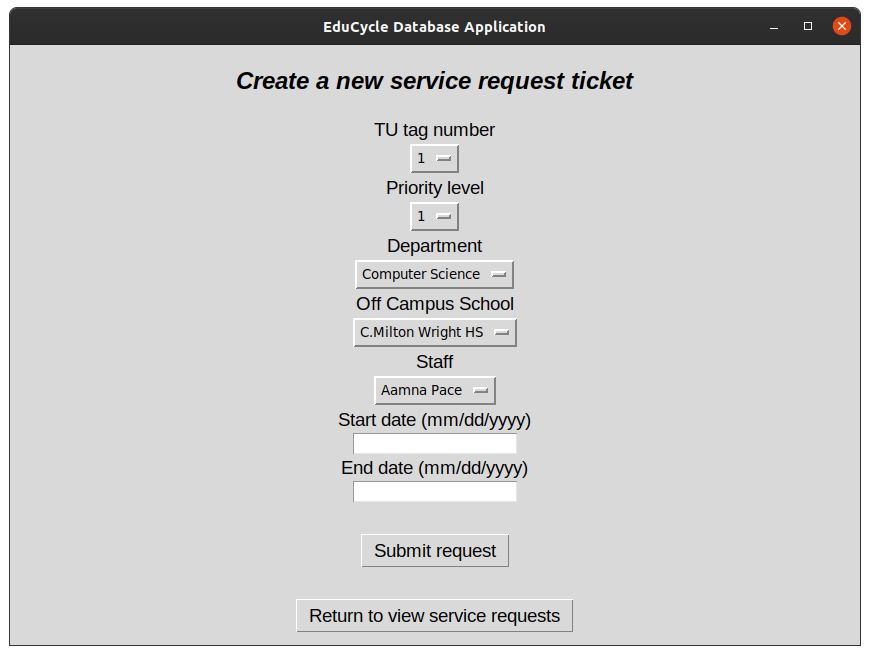 EduCycle Database Application
Create a new service request ticket
TU tag number
1
Priority level
1
Department
Computer Science
Off Campus School
C.Milton Wright HS
Staff
Aamna Pace
Start date (mm/dd/yyyy)
End date (mm/dd/yyyy)
Submit request
Return to view service requests